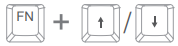 FN + ↑ / ↓